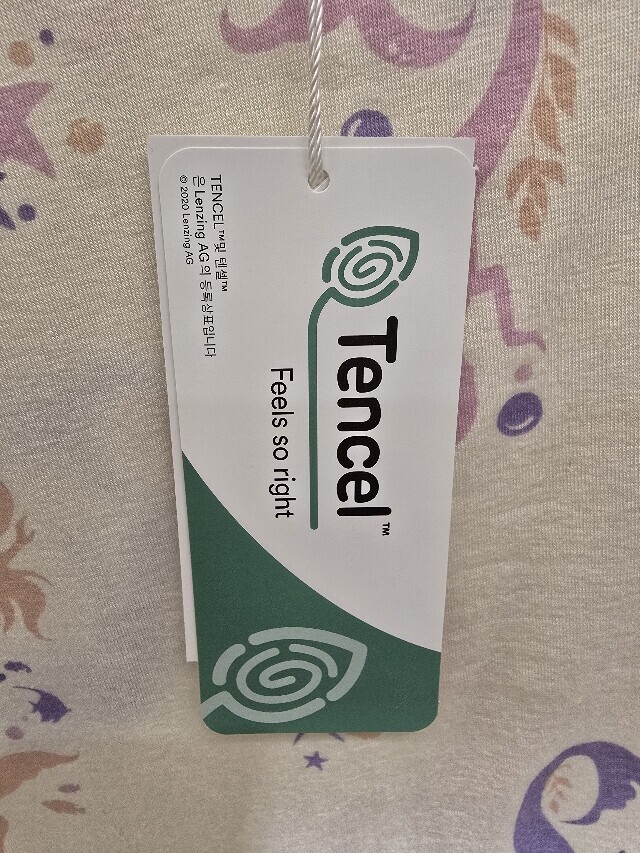 Tencel™
Feels so right
TENCEL™및 텐셀™
은 Lenzing AG의 등록상표입니다
© 2020 Lenzing AG